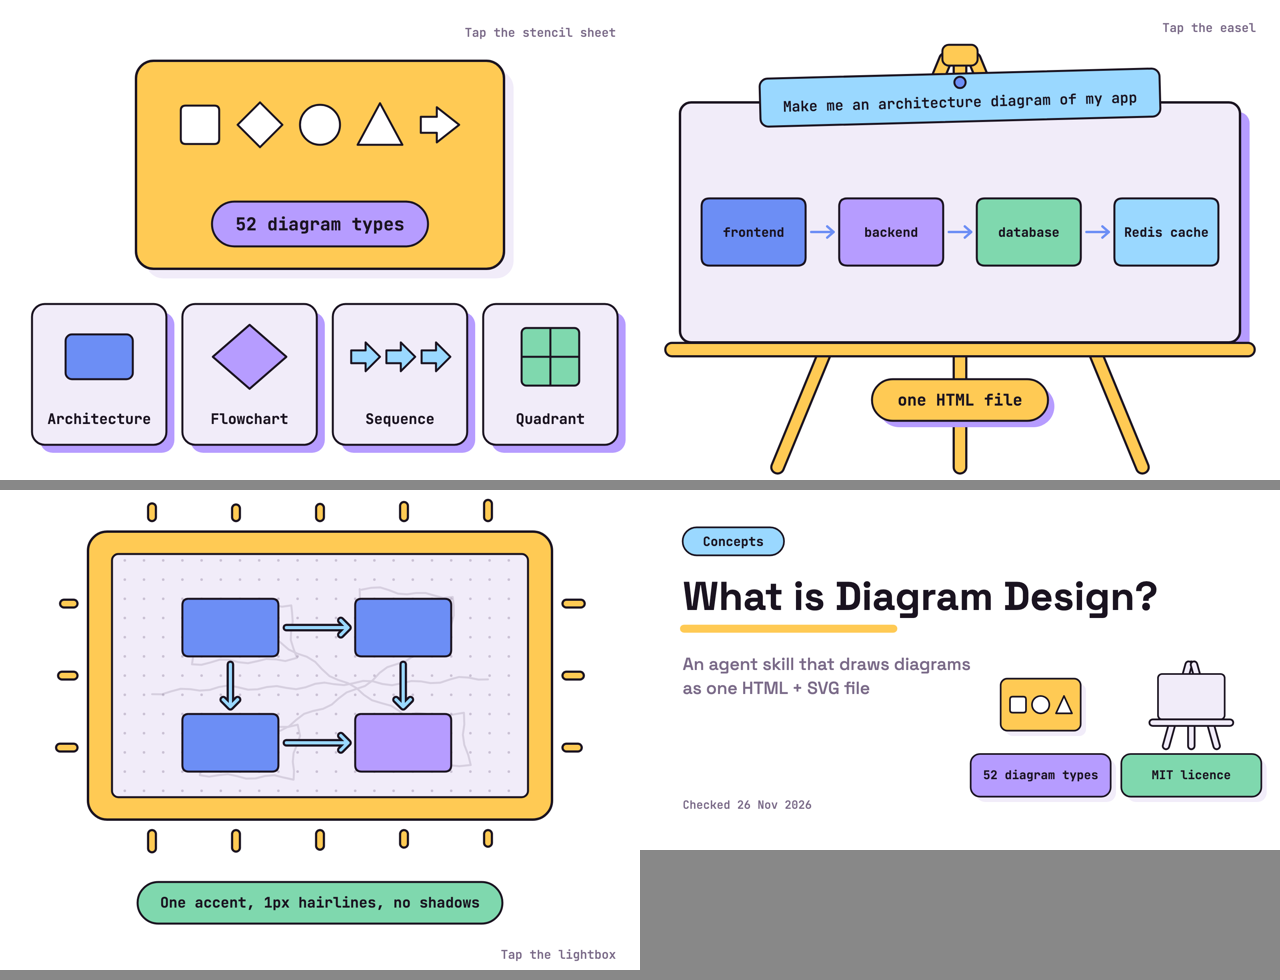 Tap the stencil sheet
52 diagram types
Architecture
Flowchart
Sequence
Quadrant
Tap the easel
Make me an architecture diagram of my app
frontend
backend
database
Redis cache
one HTML file
One accent, 1px hairlines, no shadows
Tap the lightbox
Concepts
What is Diagram Design?
An agent skill that draws diagrams
as one HTML + SVG file
52 diagram types
MIT licence
Checked 26 Nov 2026